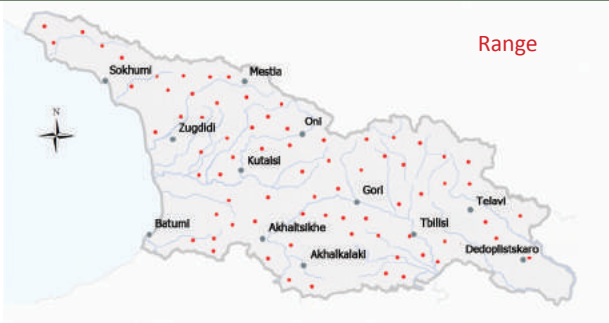 Range
Sokhumi
Mestia
N
Zugdidi
Oni
Kutaisi
Gori
Telavi
Batumi
Akhaltsikhe
Tbilisi
Akhalkalaki
Dedoplistskaro